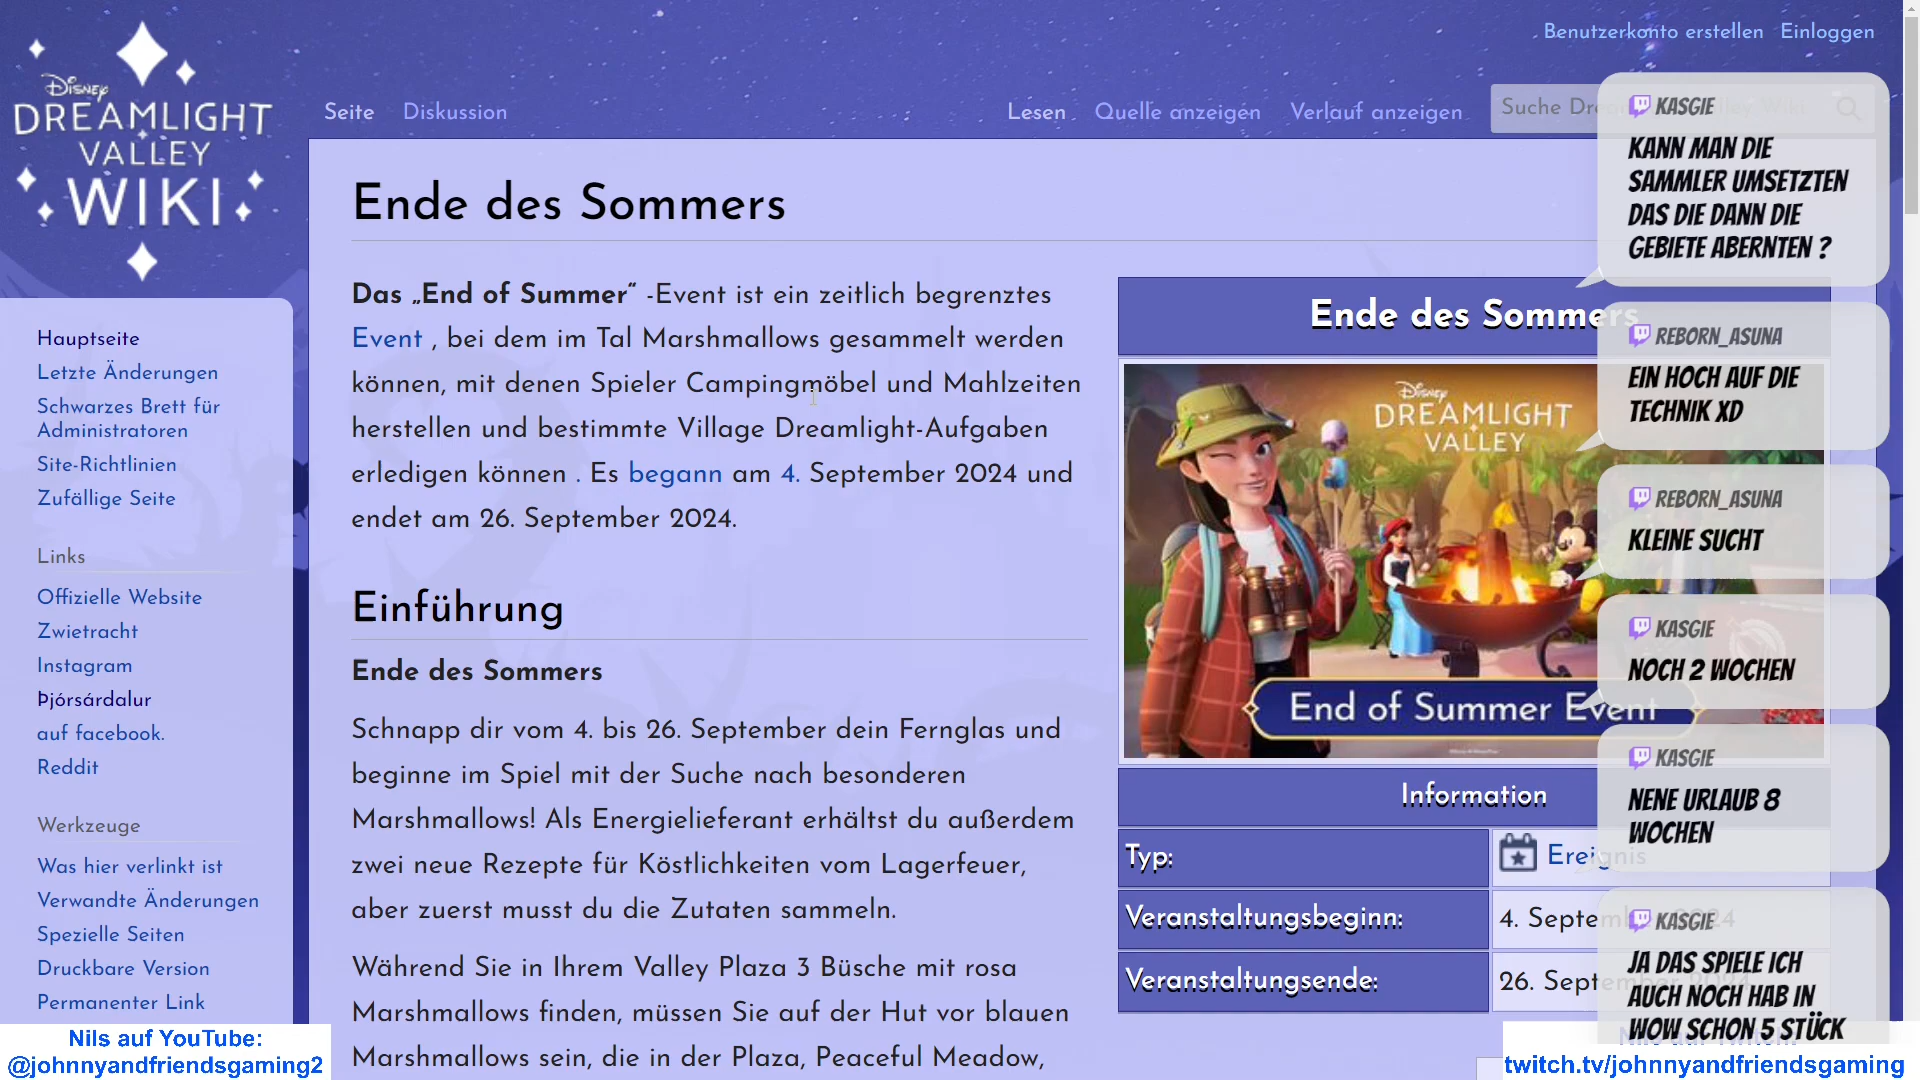 Benutzerkonto erstellen Einloggen
DISNEY
DREAMLIGHT
VALLEY
WIKI
Seite Diskussion
Lesen Quelle anzeigen Verlauf anzeigen
Ende des Sommers
Das „End of Summer“ -Event ist ein zeitlich begrenztes
Event , bei dem im Tal Marshmallows gesammelt werden
können, mit denen Spieler Campingmöbel und Mahlzeiten
herstellen und bestimmte Village Dreamlight-Aufgaben
erledigen können . Es begann am 4. September 2024 und
endet am 26. September 2024.
Einführung
Ende des Sommers
Schnapp dir vom 4. bis 26. September dein Fernglas und
beginne im Spiel mit der Suche nach besonderen
Marshmallows! Als Energielieferant erhältst du außerdem
zwei neue Rezepte für Köstlichkeiten vom Lagerfeuer,
aber zuerst musst du die Zutaten sammeln.
Während Sie in Ihrem Valley Plaza 3 Büsche mit rosa
Marshmallows finden, müssen Sie auf der Hut vor blauen
Marshmallows sein, die in der Plaza, Peaceful Meadow,
Hauptseite
Letzte Änderungen
Schwarzes Brett für
Administratoren
Site-Richtlinien
Zufällige Seite
Links
Offizielle Website
Zwietracht
Instagram
Þjórsárdalur
auf facebook.
Reddit
Werkzeuge
Was hier verlinkt ist
Verwandte Änderungen
Spezielle Seiten
Druckbare Version
Permanenter Link
Ende des Sommers
DISNEY
DREAMLIGHT
VALLEY
End of Summer Event
Information
Typ: Ereignis
Veranstaltungsbeginn: 4. September 2024
Veranstaltungsende: 26. September 2024
Suche
KASGIE
KANN MAN DIE
SAMMLER UMSETZTEN
DAS DIE DANN DIE
GEBIETE ABERNTEN ?
REBORN_ASUNA
EIN HOCH AUF DIE
TECHNIK XD
REBORN_ASUNA
KLEINE SUCHT
KASGIE
NOCH 2 WOCHEN
KASGIE
NENE URLAUB 8
WOCHEN
KASGIE
JA DAS SPIELE ICH
AUCH NOCH HAB IN
WOW SCHON 5 STÜCK
Nils auf YouTube:
@johnnyandfriendsgaming2
twitch.tv/johnnyandfriendsgaming